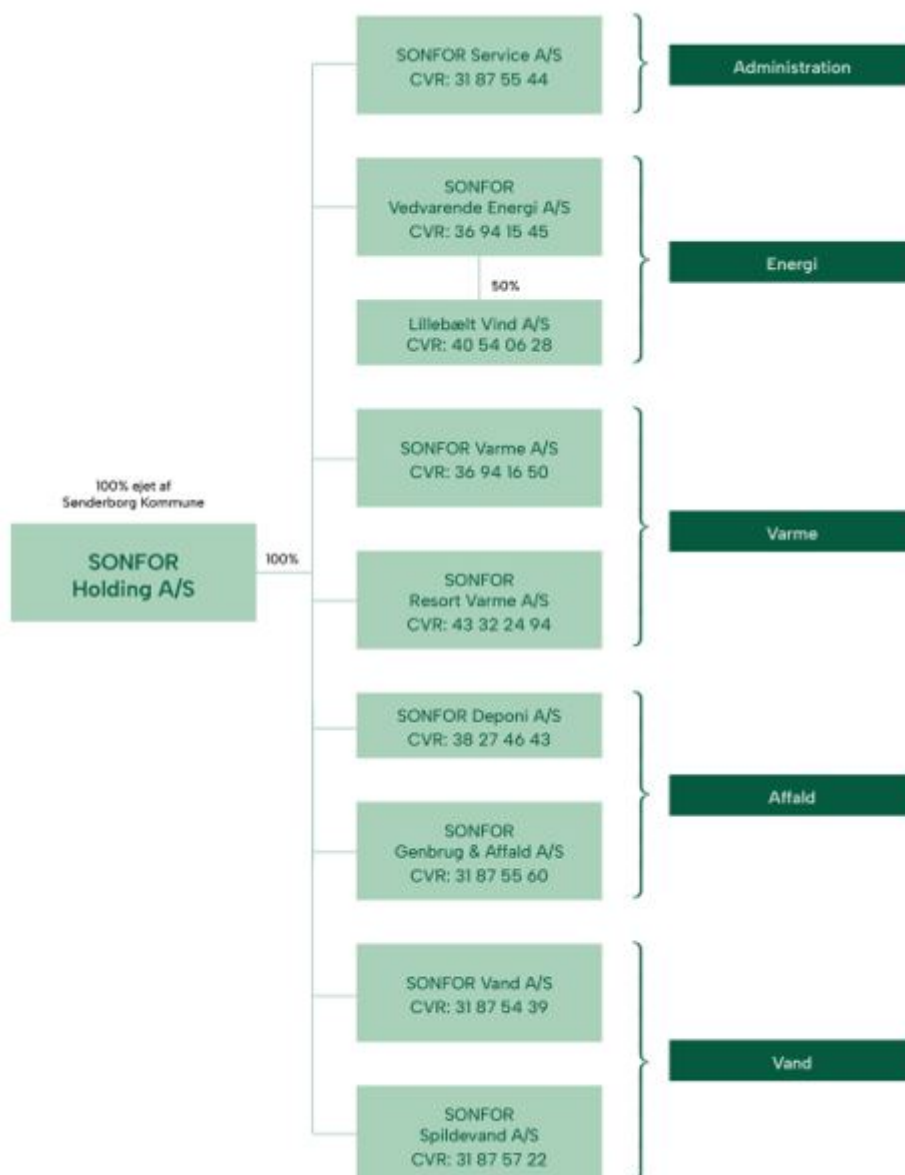 SONFOR Service A/S
CVR: 31 87 55 44
Administration
SONFOR
Vedvarende Energi A/S
CVR: 36 94 15 45
50%
Lillebælt Vind A/S
CVR: 40 54 06 28
Energi
SONFOR Varme A/S
CVR: 36 94 16 50
SONFOR
Resort Varme A/S
CVR: 43 32 24 94
Varme
100% ejet af
Sønderborg Kommune
SONFOR
Holding A/S
100%
SONFOR Deponi A/S
CVR: 38 27 46 43
SONFOR
Genbrug & Affald A/S
CVR: 31 87 55 60
Affald
SONFOR Vand A/S
CVR: 31 87 54 39
SONFOR
Spildevand A/S
CVR: 31 87 57 22
Vand